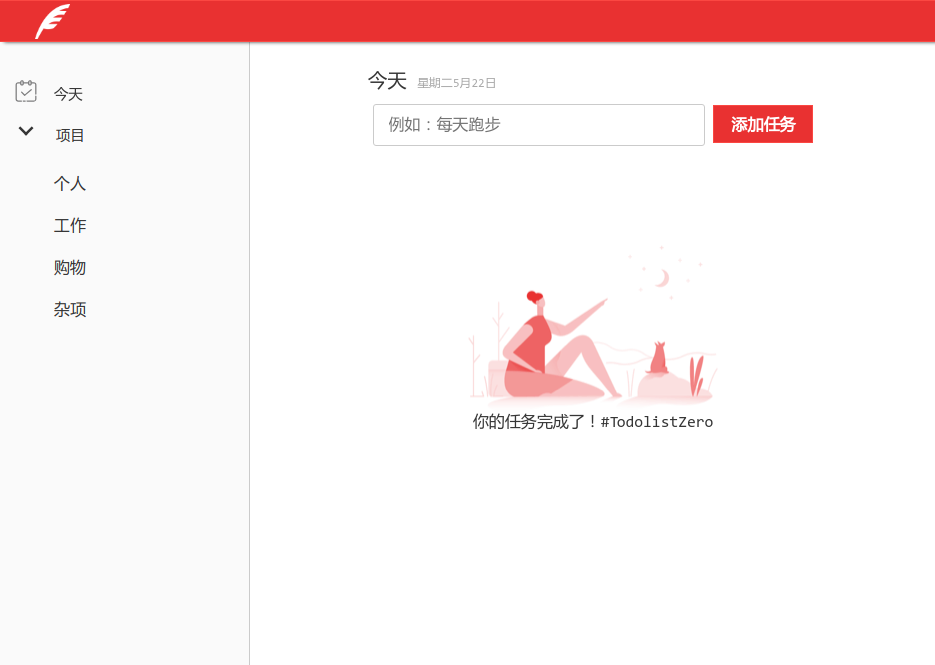 今天
项目
个人
工作
购物
杂项
今天 星期二5月22日
例如：每天跑步
添加任务
你的任务完成了！#TodolistZero